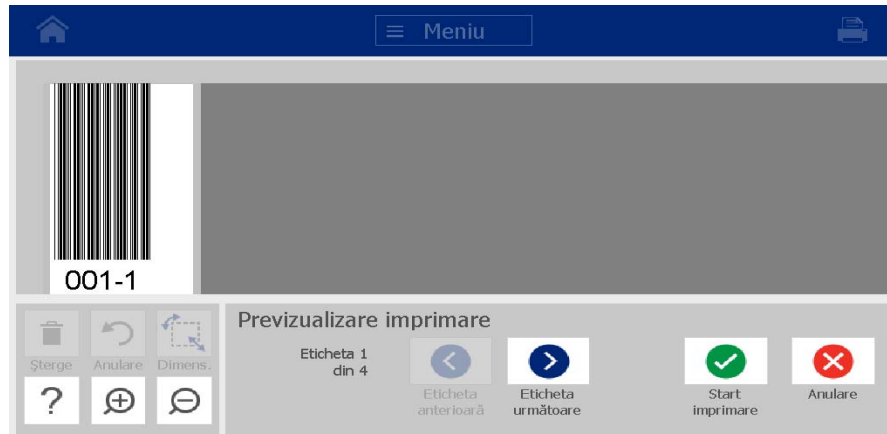 Meniu
001-1
Previzualizare imprimare
Eticheta 1
din 4
Șterge
Anulare
Dimens.
Eticheta
anterioară
Eticheta
următoare
Start
imprimare
Anulare
?